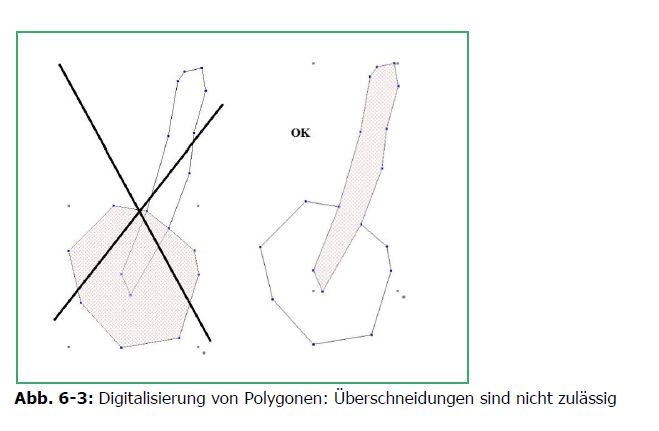 OK
Abb. 6-3: Digitalisierung von Polygonen: Überschneidungen sind nicht zulässig